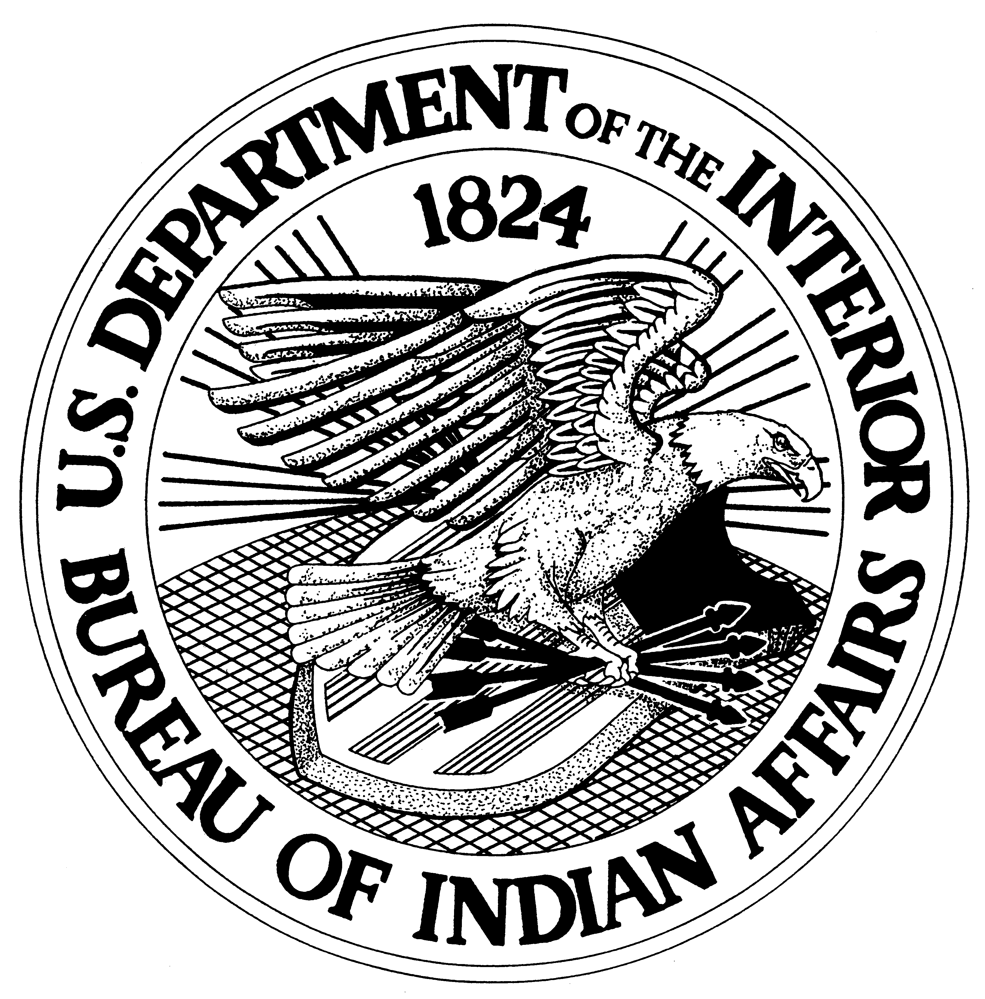 U.S. DEPARTMENT OF THE INTERIOR
BUREAU OF INDIAN AFFAIRS
1824